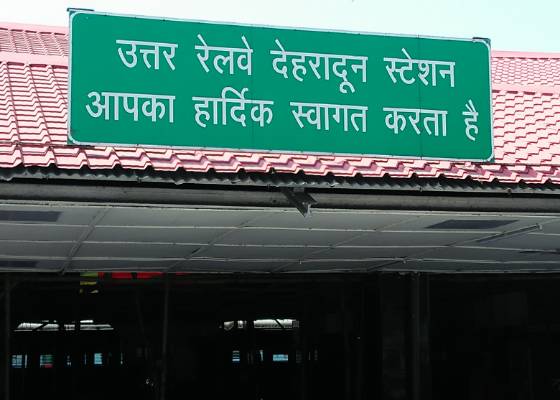 उत्तर रेलवे देहरादून स्टेशन
आपका हार्दिक स्वागत करता है